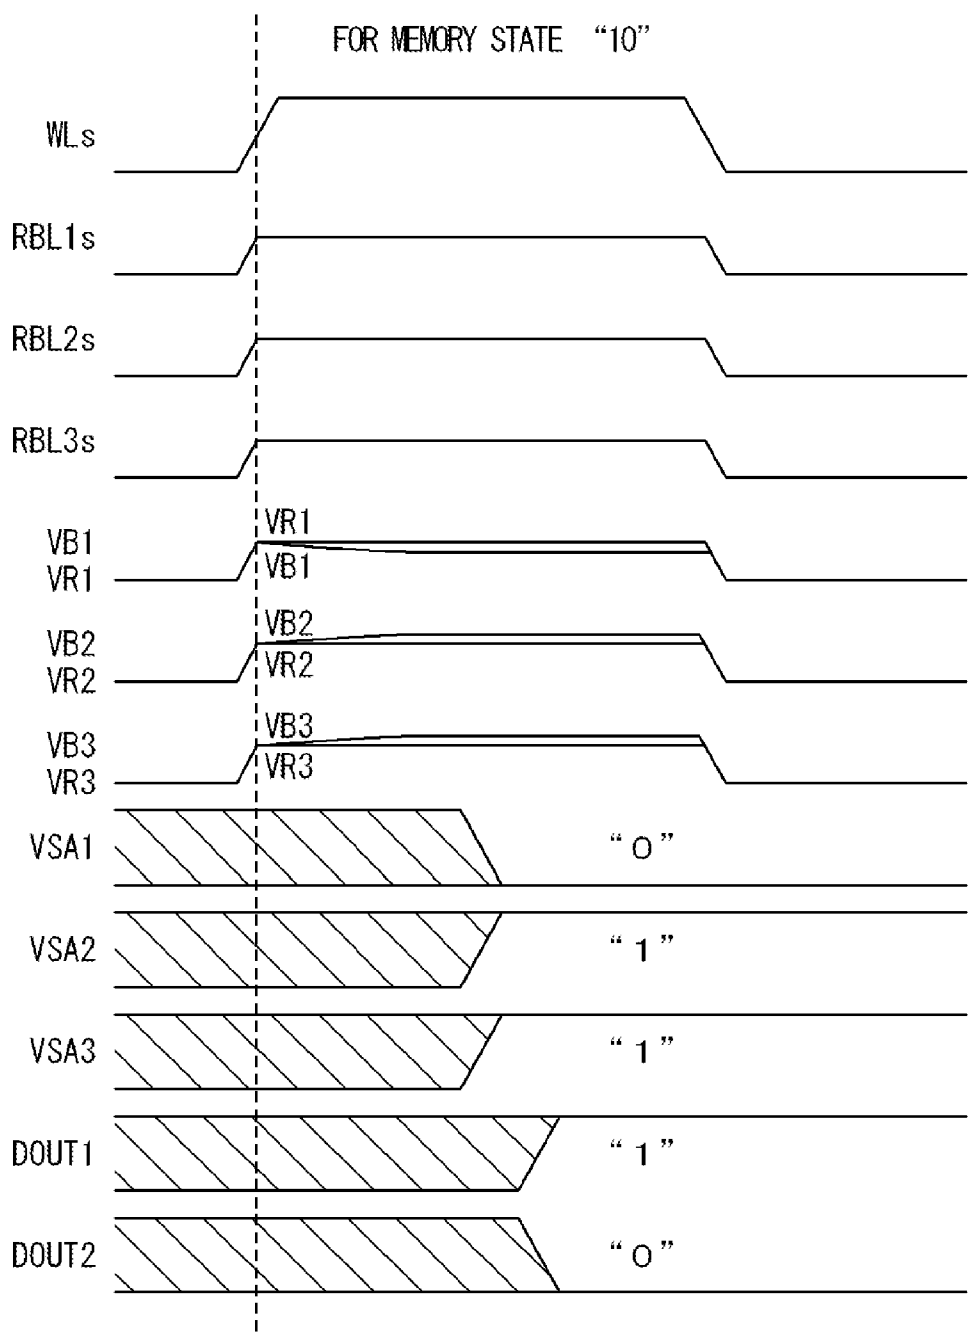 FOR MEMORY STATE “10”
WLs
RBL1s
RBL2s
RBL3s
VR1
VB1
VB1
VR1
VB2
VB2
VR2
VR2
VB3
VB3
VR3
VR3
VSA1 “0”
VSA2 “1”
VSA3 “1”
DOUT1 “1”
DOUT2 “0”